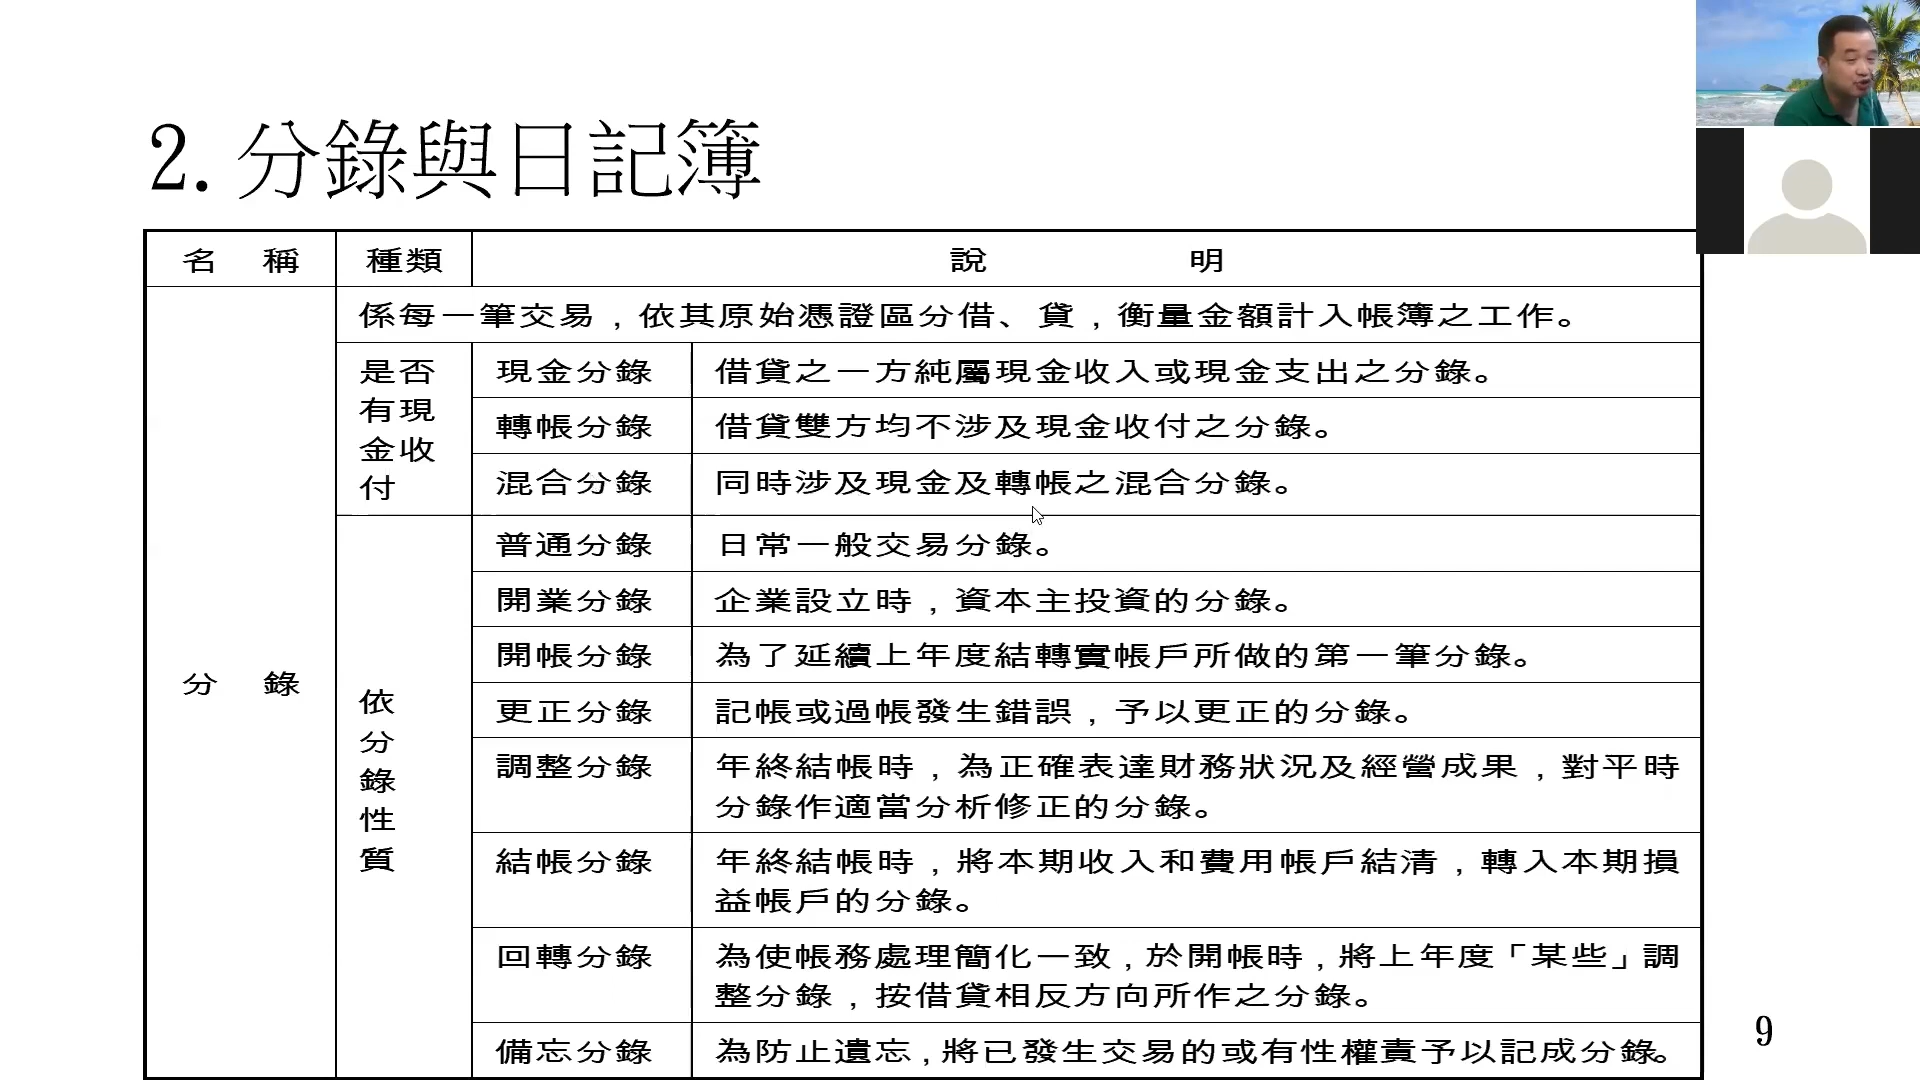 2.分錄與日記簿
名 稱 種類 說 明
係每一筆交易，依其原始憑證區分借、貸，衡量金額計入帳簿之工作。
是否有現金收付
現金分錄 借貸之一方純屬現金收入或現金支出之分錄。
轉帳分錄 借貸雙方均不涉及現金收付之分錄。
混合分錄 同時涉及現金及轉帳之混合分錄。
分 錄
依分錄性質
普通分錄 日常一般交易分錄。
開業分錄 企業設立時，資本主投資的分錄。
開帳分錄 為了延續上年度結轉實帳戶所做的第一筆分錄。
更正分錄 記帳或過帳發生錯誤，予以更正的分錄。
調整分錄 年終結帳時，為正確表達財務狀況及經營成果，對平時
分錄作適當分析修正的分錄。
結帳分錄 年終結帳時，將本期收入和費用帳戶結清，轉入本期損
益帳戶的分錄。
回轉分錄 為使帳務處理簡化一致，於開帳時，將上年度「某些」調
整分錄，按借貸相反方向所作之分錄。
備忘分錄 為防止遺忘，將已發生交易的或有性權責予以記成分錄。
9